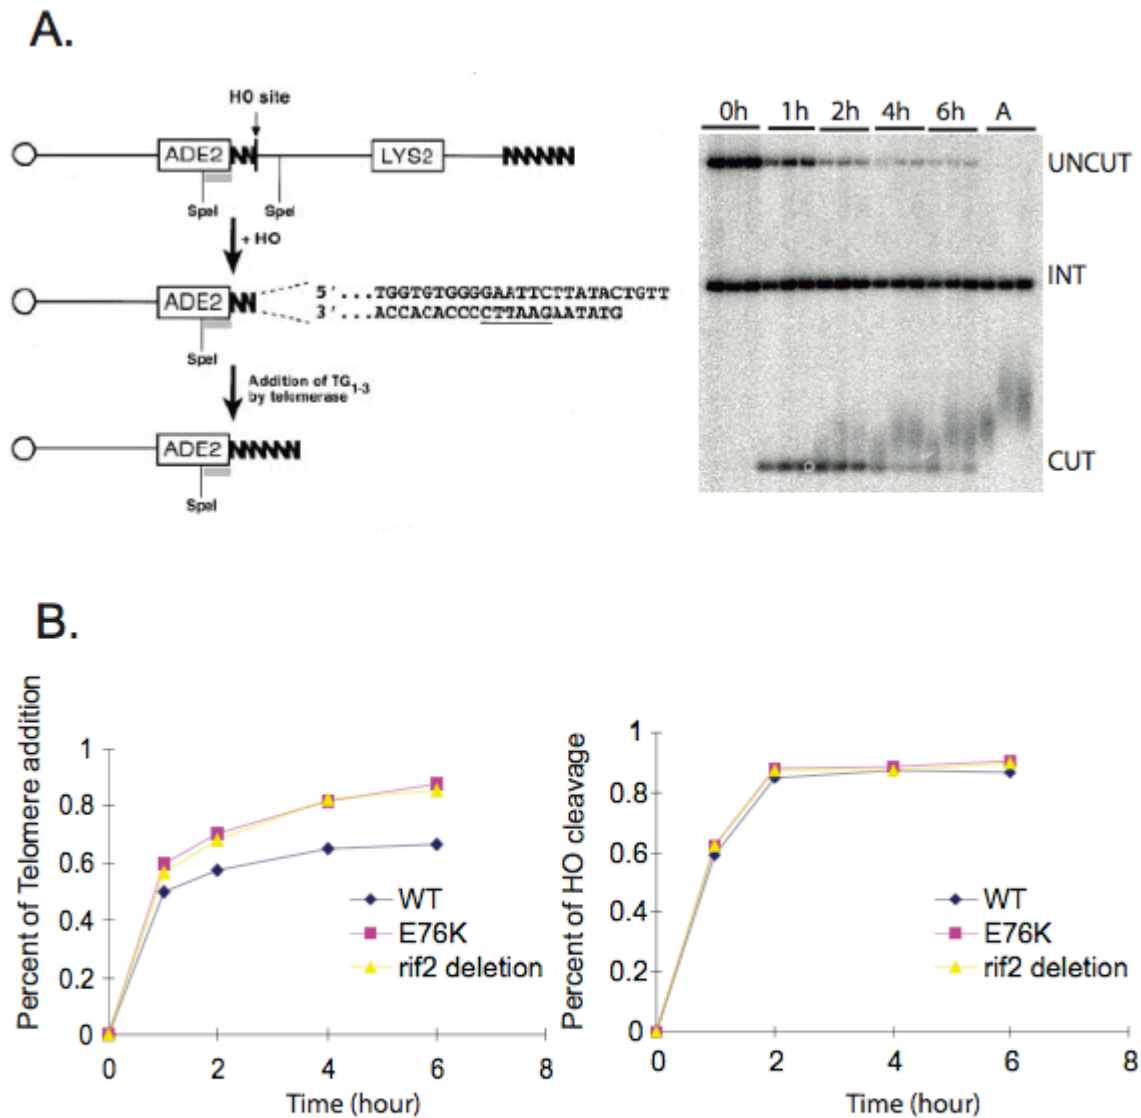 A.
HO site
ADE2
LYS2
SpeI
SpeI
+ HO
ADE2
5'...TGGTGTGGGGAATTCTTATACTGTT
3'...ACCACACCCCTTAAGAATATG
SpeI
Addition of TG1-3
by telomerase
ADE2
SpeI
0h 1h 2h 4h 6h A
UNCUT
INT
CUT
B.
Percent of Telomere addition
1
0.8
0.6
0.4
0.2
0
0 2 4 6 8
Time (hour)
WT
E76K
rif2 deletion
Percent of HO cleavage
1
0.8
0.6
0.4
0.2
0
0 2 4 6 8
Time (hour)
WT
E76K
rif2 deletion